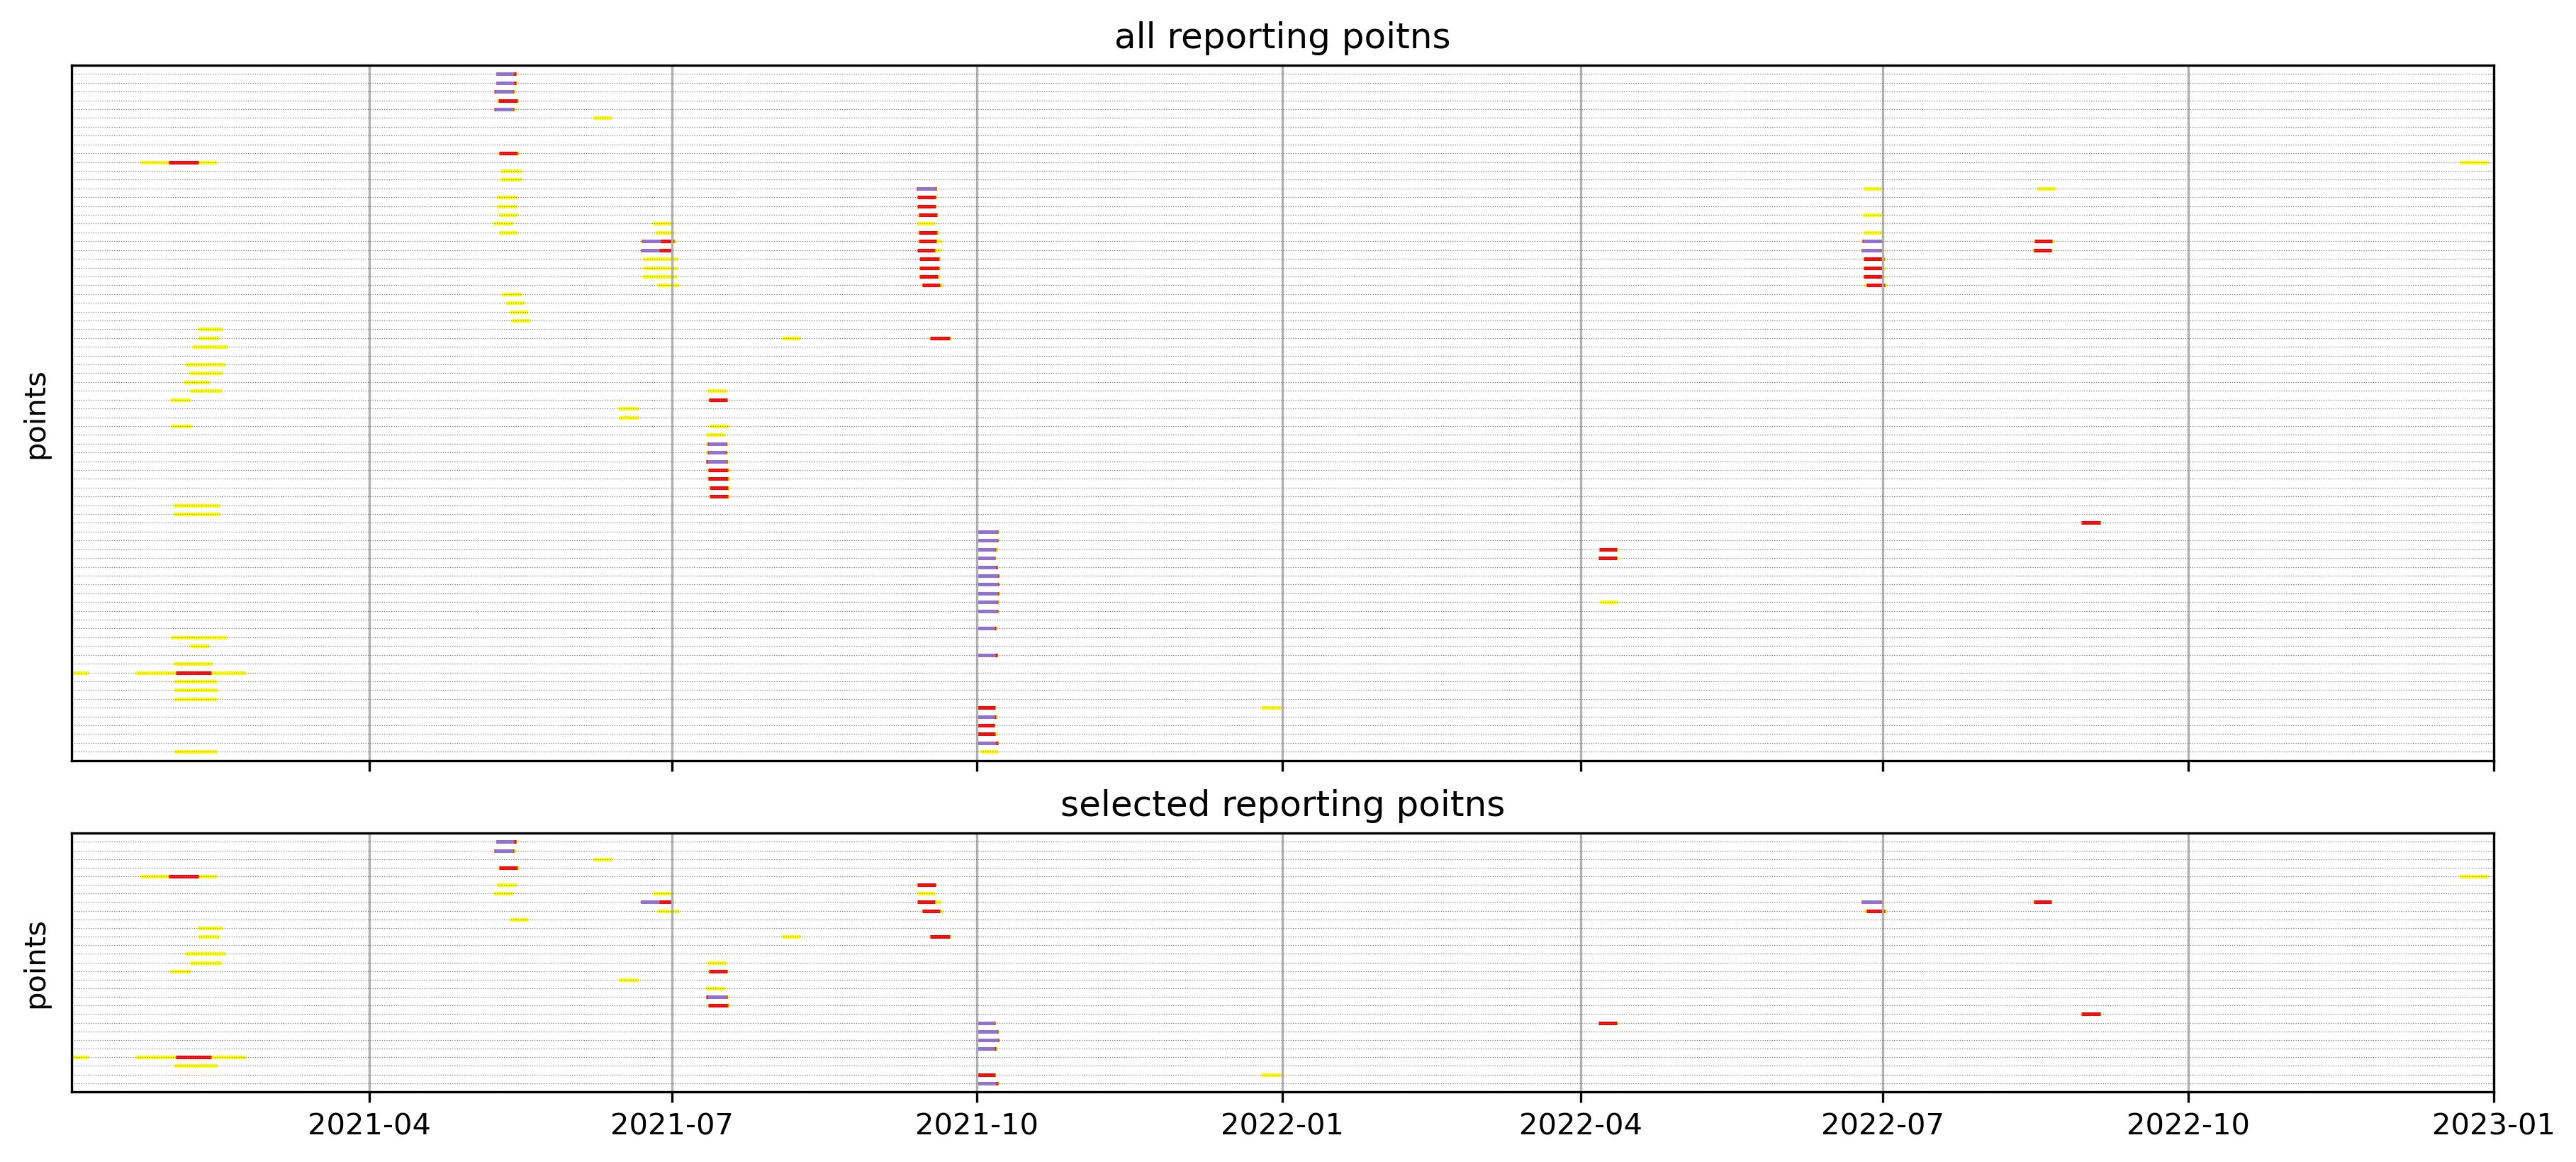 all reporting poitns
points
selected reporting poitns
points
2021-04 2021-07 2021-10 2022-01 2022-04 2022-07 2022-10 2023-01